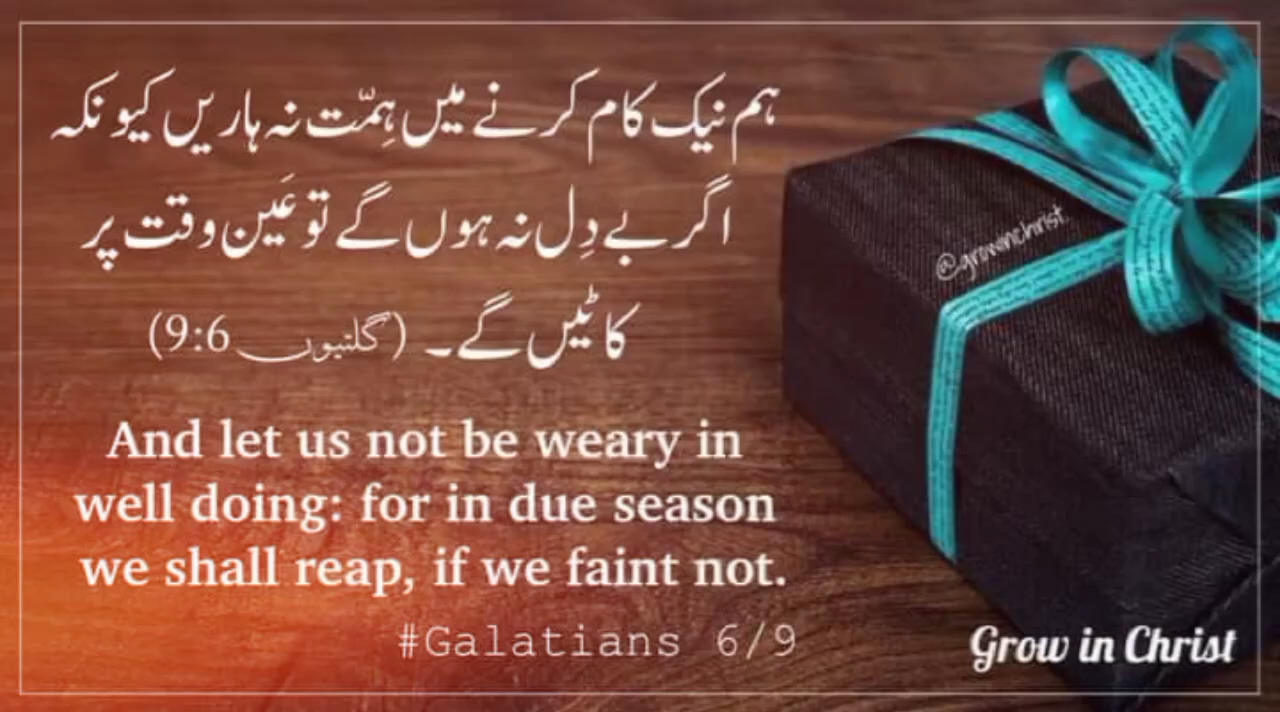 ہم نیک کام کرنے میں ہِمّت نہ ہاریں کیونکہ
اگر بے دِل نہ ہوں گے تو عَین وقت پر
کاٹیں گے۔ (گلتیوں 9:6)
And let us not be weary in
well doing: for in due season
we shall reap, if we faint not.
#Galatians 6/9
@growinchrist
Grow in Christ